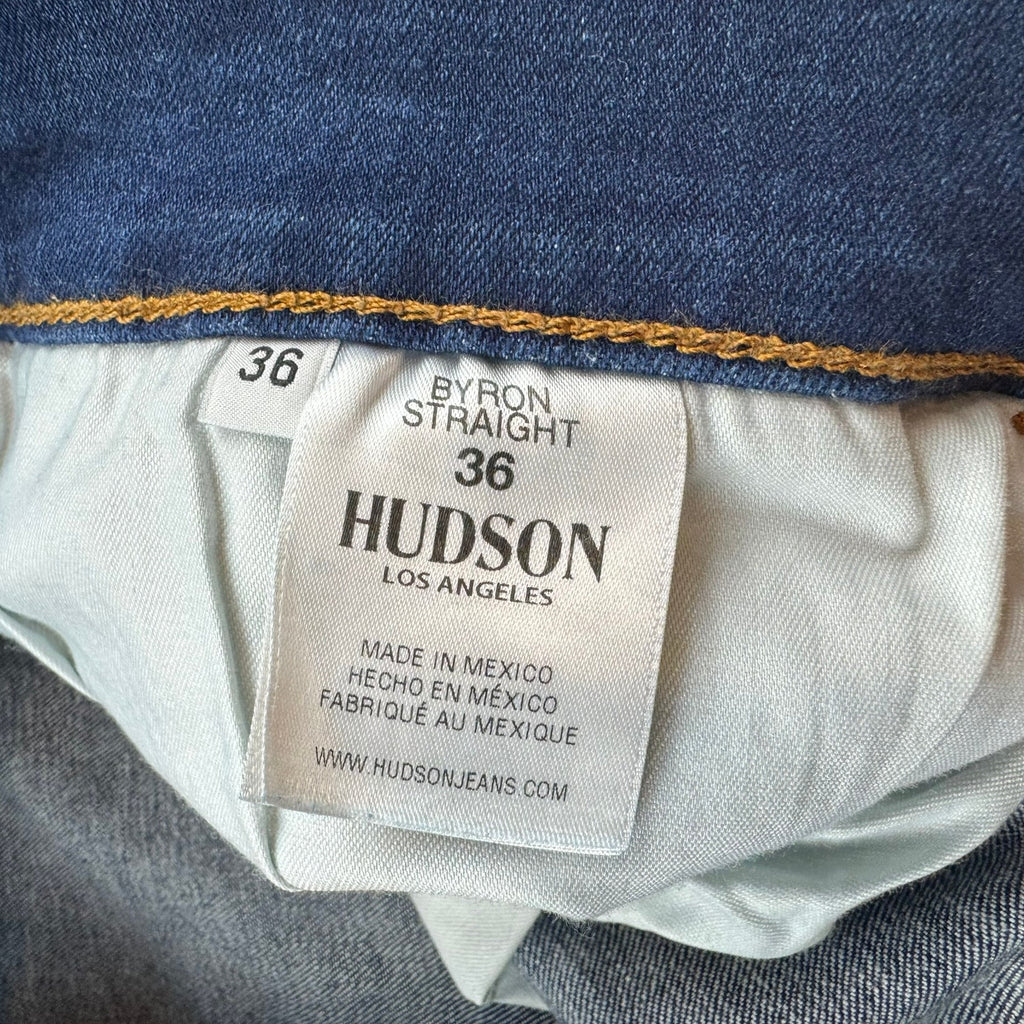 36
BYRON
STRAIGHT
36
HUDSON
LOS ANGELES
MADE IN MEXICO
HECHO EN MÉXICO
FABRIQUÉ AU MEXIQUE
WWW.HUDSONJEANS.COM